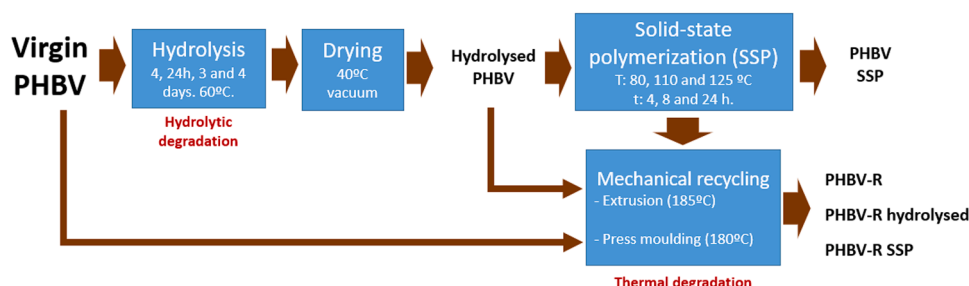 Virgin
PHBV
Hydrolysis
4, 24h, 3 and 4
days. 60ºC.
Hydrolytic
degradation
Drying
40ºC
vacuum
Hydrolysed
PHBV
Solid-state
polymerization (SSP)
T: 80, 110 and 125 ºC
t: 4, 8 and 24 h.
PHBV
SSP
Mechanical recycling
- Extrusion (185ºC)
- Press moulding (180ºC)
Thermal degradation
PHBV-R
PHBV-R hydrolysed
PHBV-R SSP